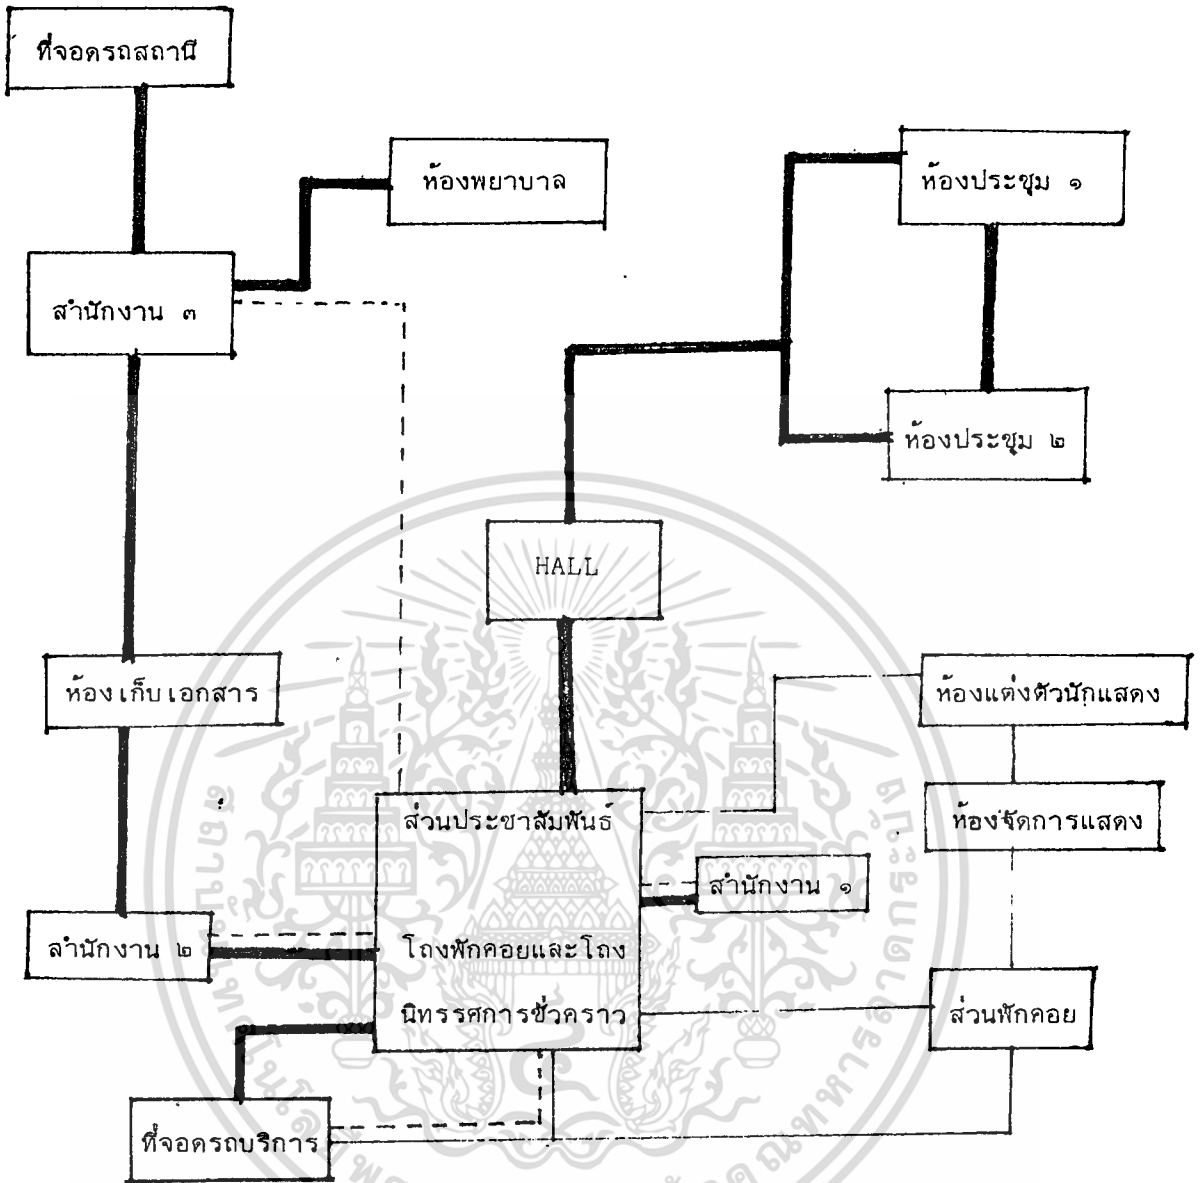 ที่จอดรถสถานี
ห้องพยาบาล
ห้องประชุม ๑
สำนักงาน ๓
ห้องประชุม ๒
HALL
ห้องเก็บเอกสาร
ห้องแต่งตัวนักแสดง
ส่วนประชาสัมพันธ์
ห้องจัดการแสดง
สำนักงาน ๑
สำนักงาน ๒
โถงพักคอยและโถง
นิทรรศการชั่วคราว
ส่วนพักคอย
ที่จอดรถบริการ